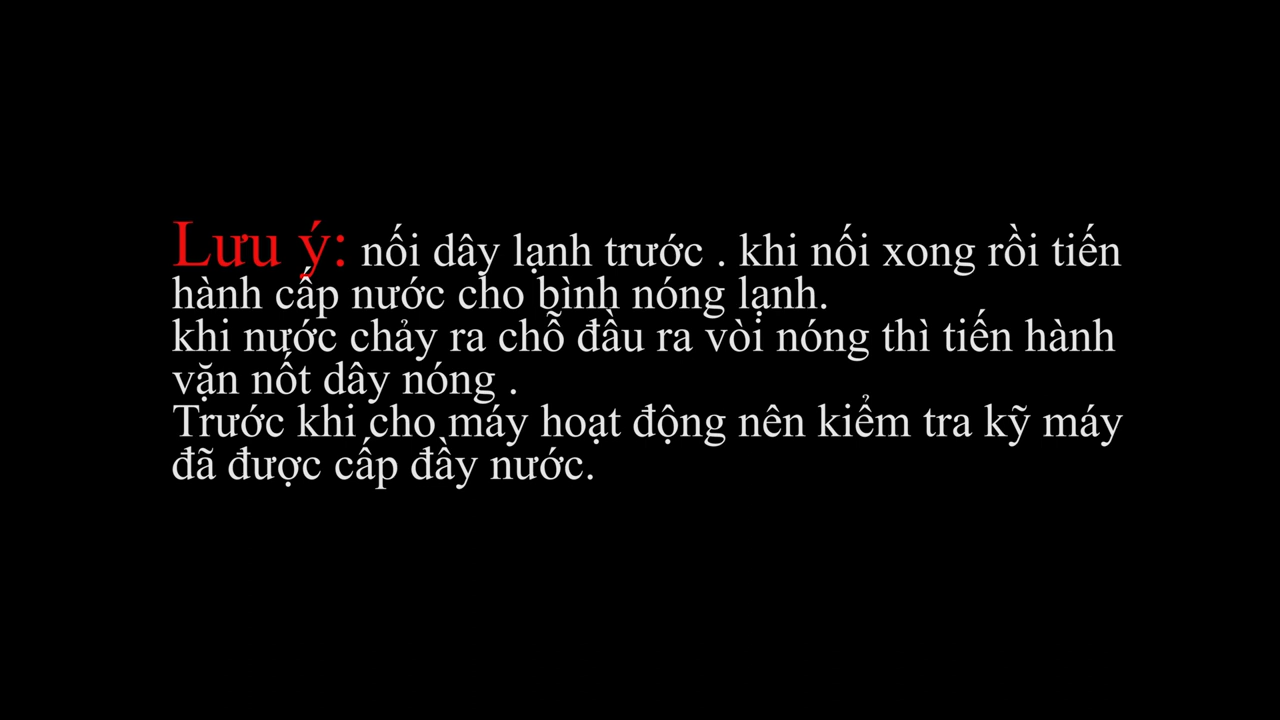 Lưu ý: nối dây lạnh trước . khi nối xong rồi tiến
hành cấp nước cho bình nóng lạnh.
khi nước chảy ra chỗ đầu ra vòi nóng thì tiến hành
vặn nốt dây nóng .
Trước khi cho máy hoạt động nên kiểm tra kỹ máy
đã được cấp đầy nước.